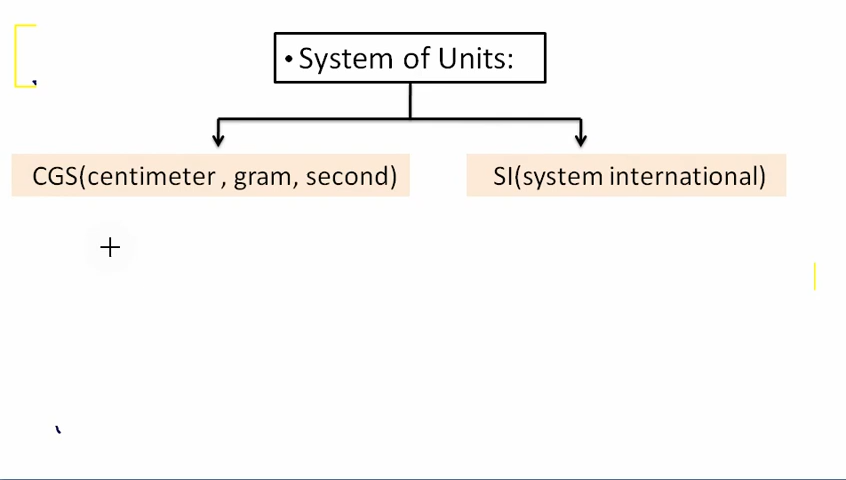 • System of Units:
CGS(centimeter , gram, second)
SI(system international)